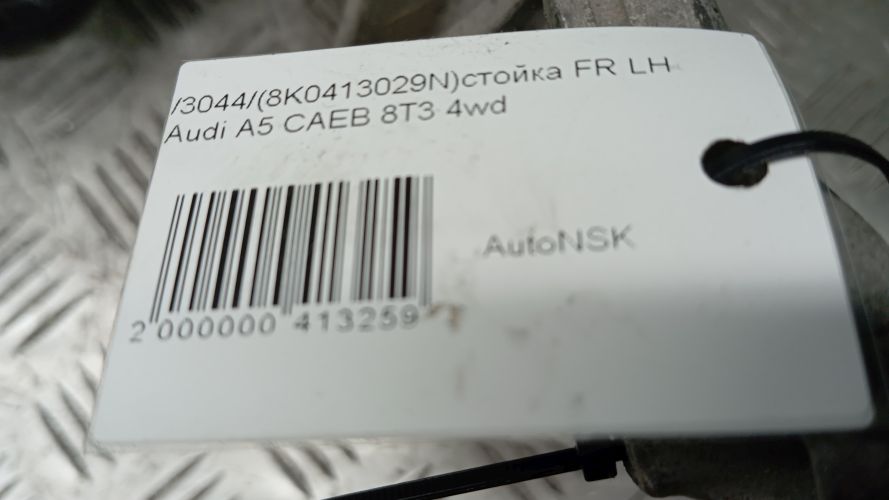 /3044/(8K0413029N)стойка FR LH
Audi A5 CAEB 8T3 4wd
AutoNSK
2 000000 413259